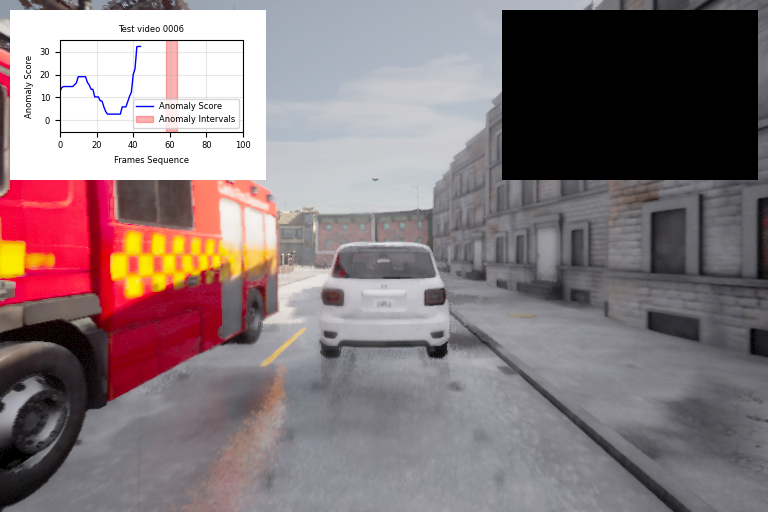 Test video 0006
Anomaly Score
30
20
10
0
Anomaly Score
Anomaly Intervals
0 20 40 60 80 100
Frames Sequence